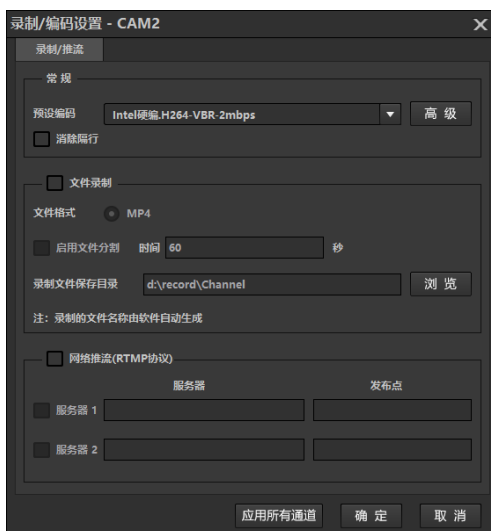 录制/编码设置 - CAM2
录制/推流
常 规
预设编码 Intel硬编.H264-VBR-2mbps 高 级
消除隔行
文件录制
文件格式 MP4
启用文件分割 时间 60 秒
录制文件保存目录 d:\record\Channel 浏 览
注：录制的文件名称由软件自动生成
网络推流(RTMP协议)
服务器 发布点
服务器 1
服务器 2
应用所有通道 确 定 取 消